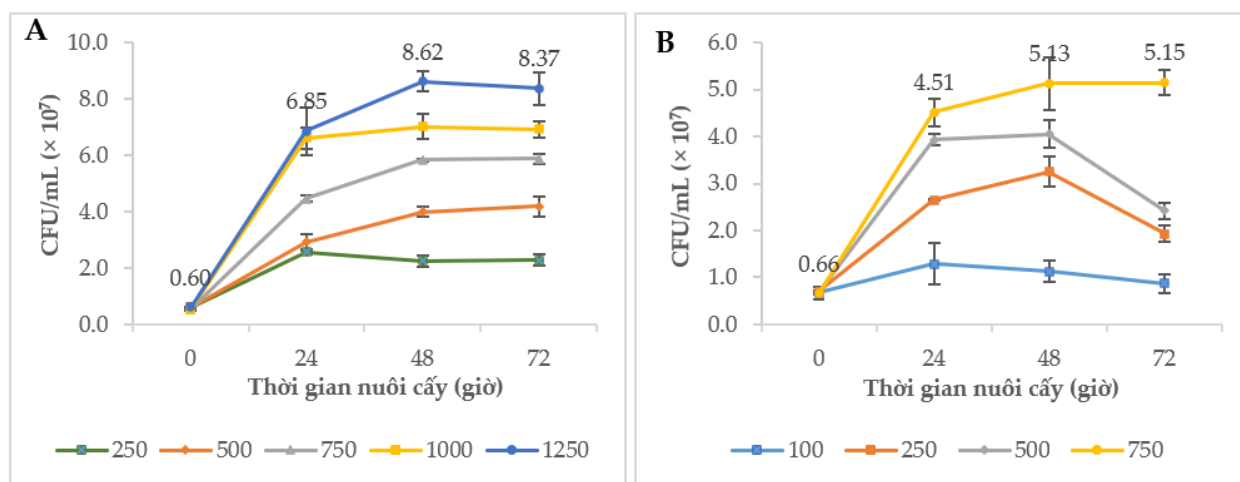 A
CFU/mL (× 10⁷)
10.0
8.0
6.0
4.0
2.0
0.0
0.60
6.85
8.62
8.37
0 24 48 72
Thời gian nuôi cấy (giờ)
250 500 750 1000 1250
B
CFU/mL (× 10⁷)
6.0
5.0
4.0
3.0
2.0
1.0
0.0
0.66
4.51
5.13
5.15
0 24 48 72
Thời gian nuôi cấy (giờ)
100 250 500 750